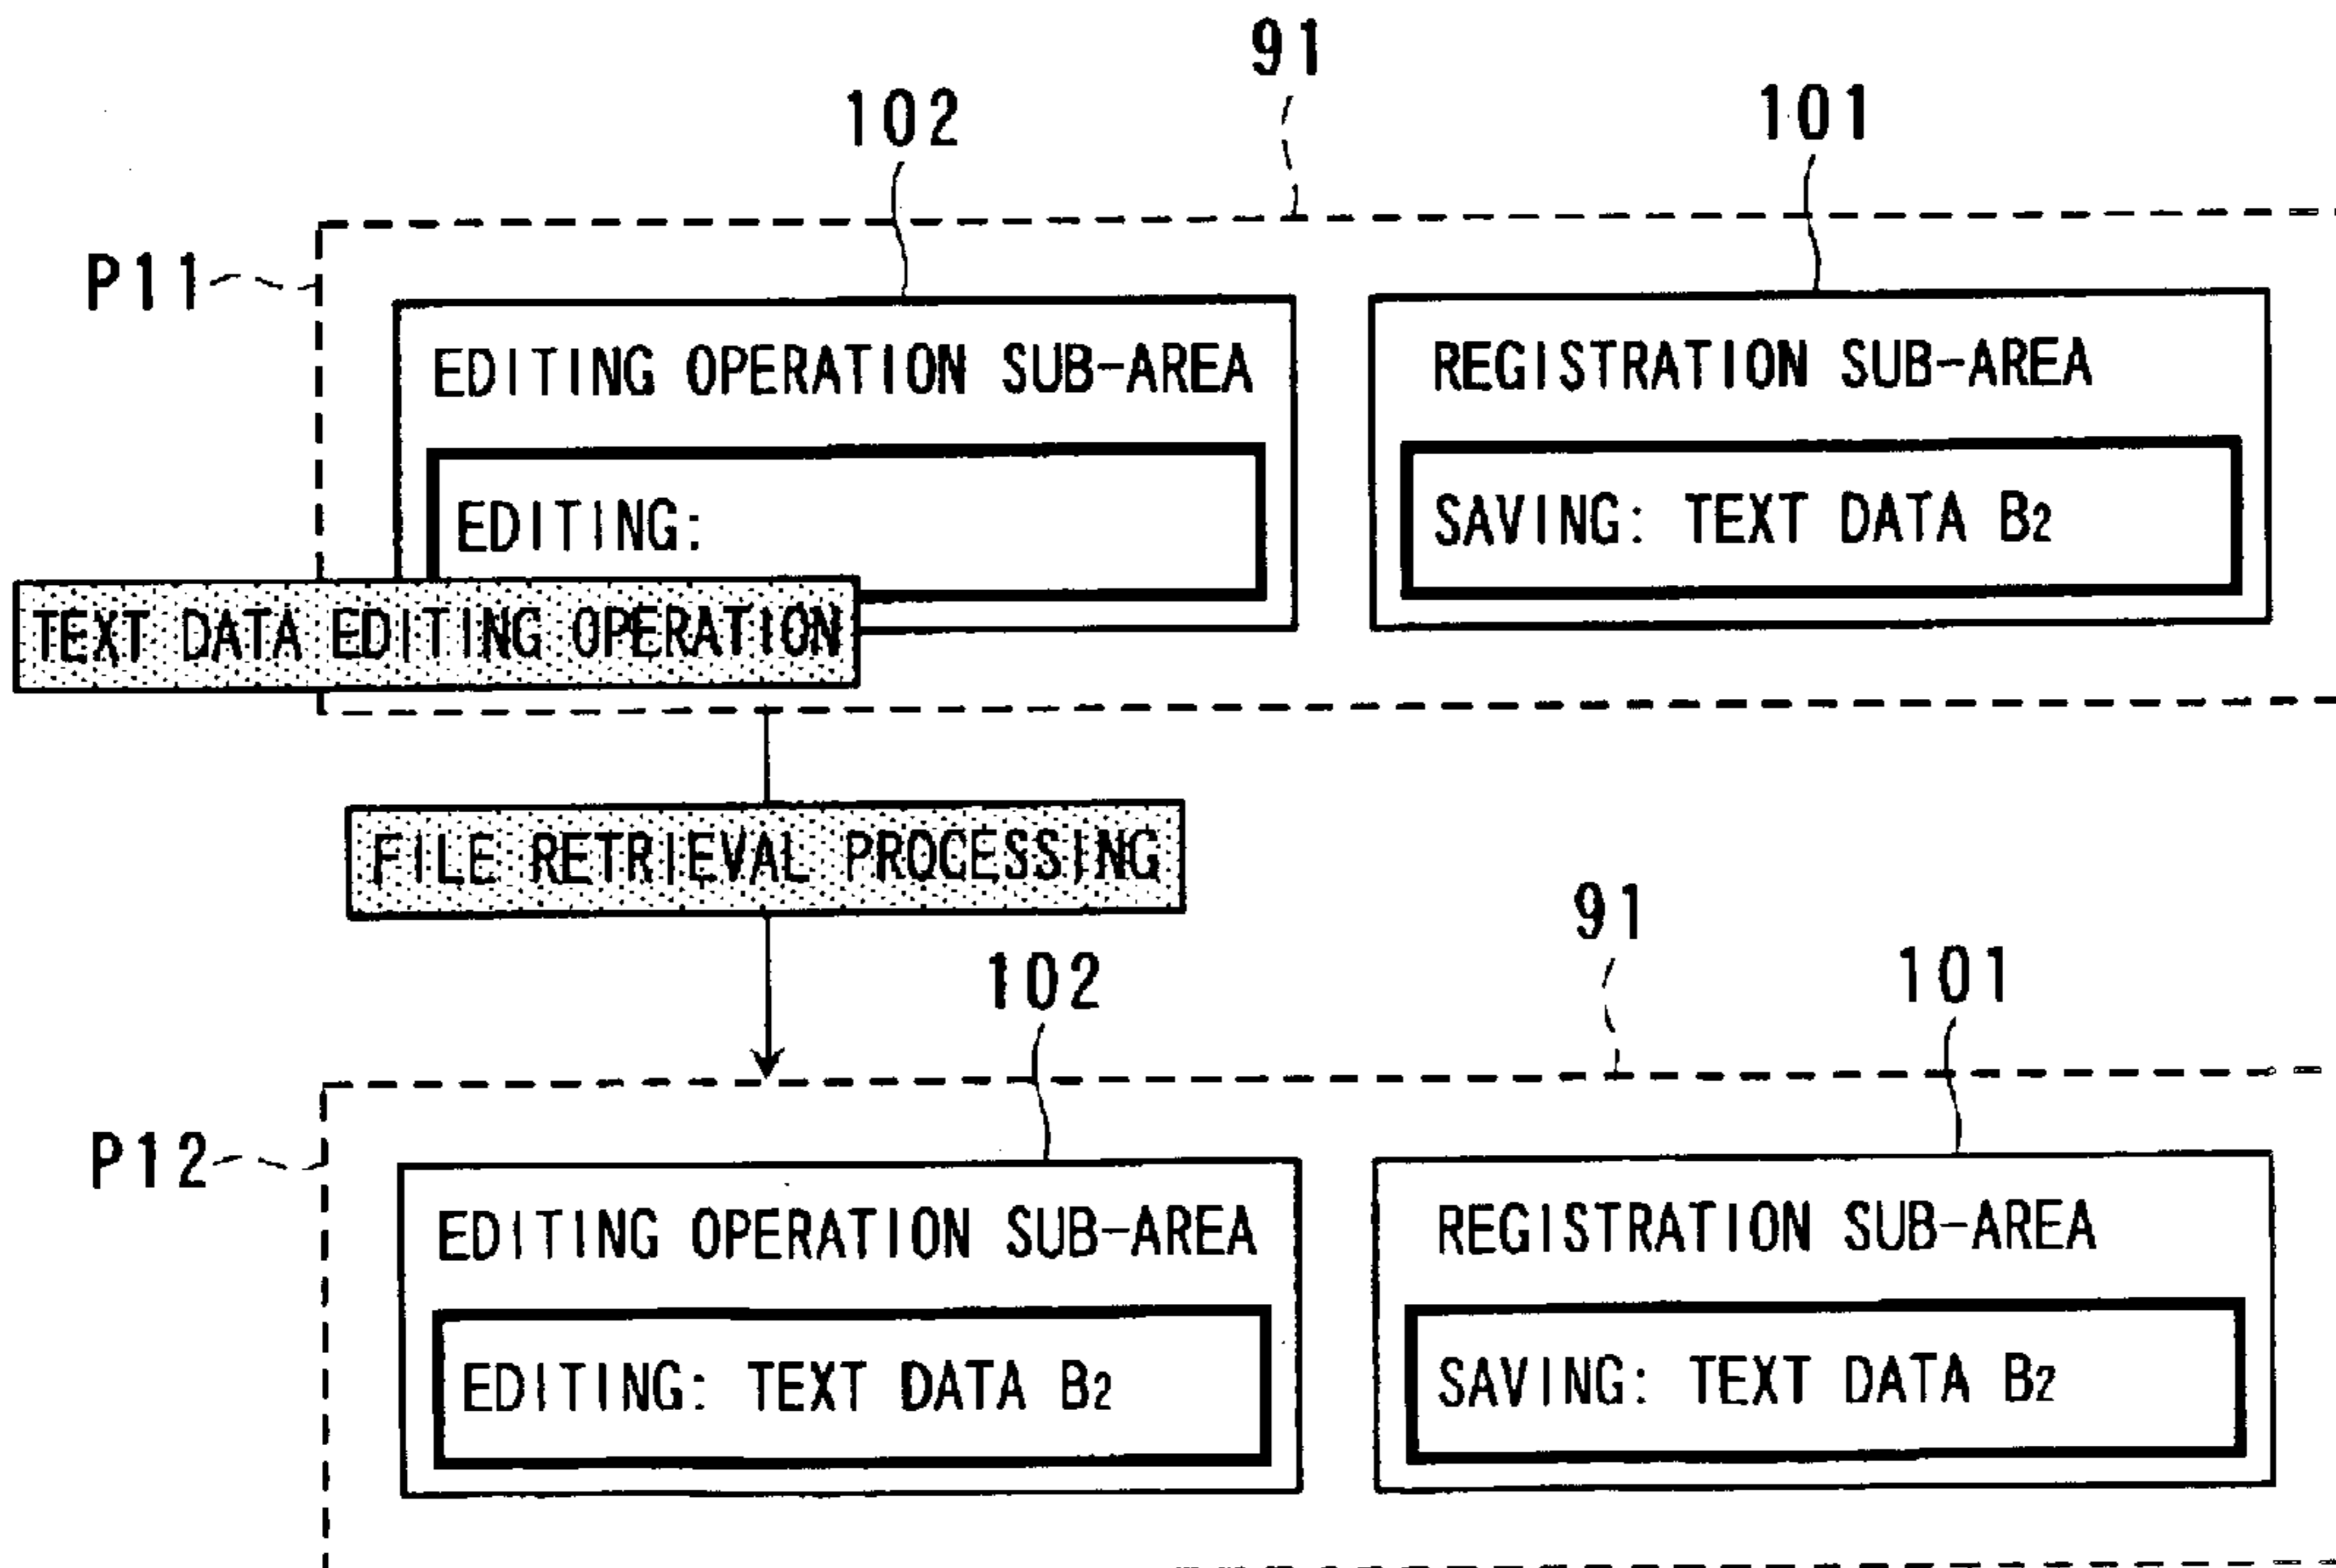 91
102 101
P11
EDITING OPERATION SUB-AREA REGISTRATION SUB-AREA
EDITING: SAVING: TEXT DATA B2
TEXT DATA EDITING OPERATION
FILE RETRIEVAL PROCESSING
91
102 101
P12
EDITING OPERATION SUB-AREA REGISTRATION SUB-AREA
EDITING: TEXT DATA B2 SAVING: TEXT DATA B2